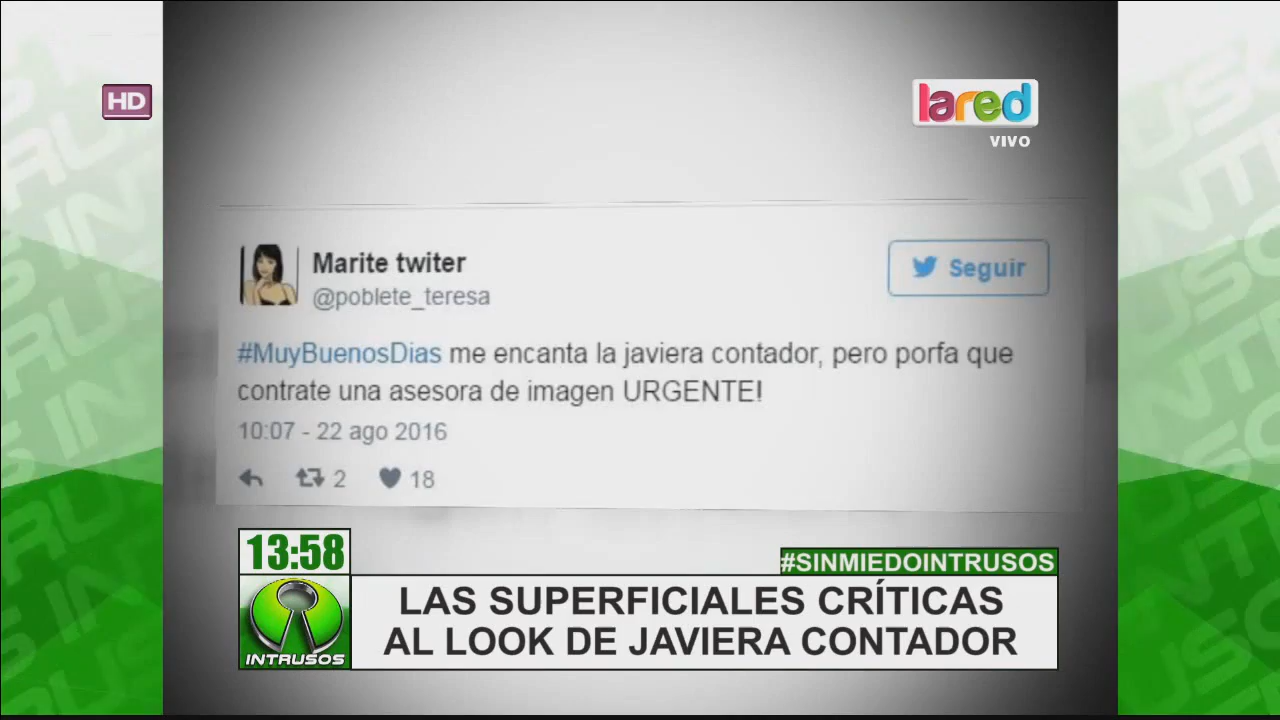 HD
lared
VIVO
Marite twiter
@poblete_teresa
Seguir
#MuyBuenosDias me encanta la javiera contador, pero porfa que
contrate una asesora de imagen URGENTE!
10:07 - 22 ago 2016
2
18
13:58
#SINMIEDOINTRUSOS
LAS SUPERFICIALES CRÍTICAS
AL LOOK DE JAVIERA CONTADOR
INTRUSOS